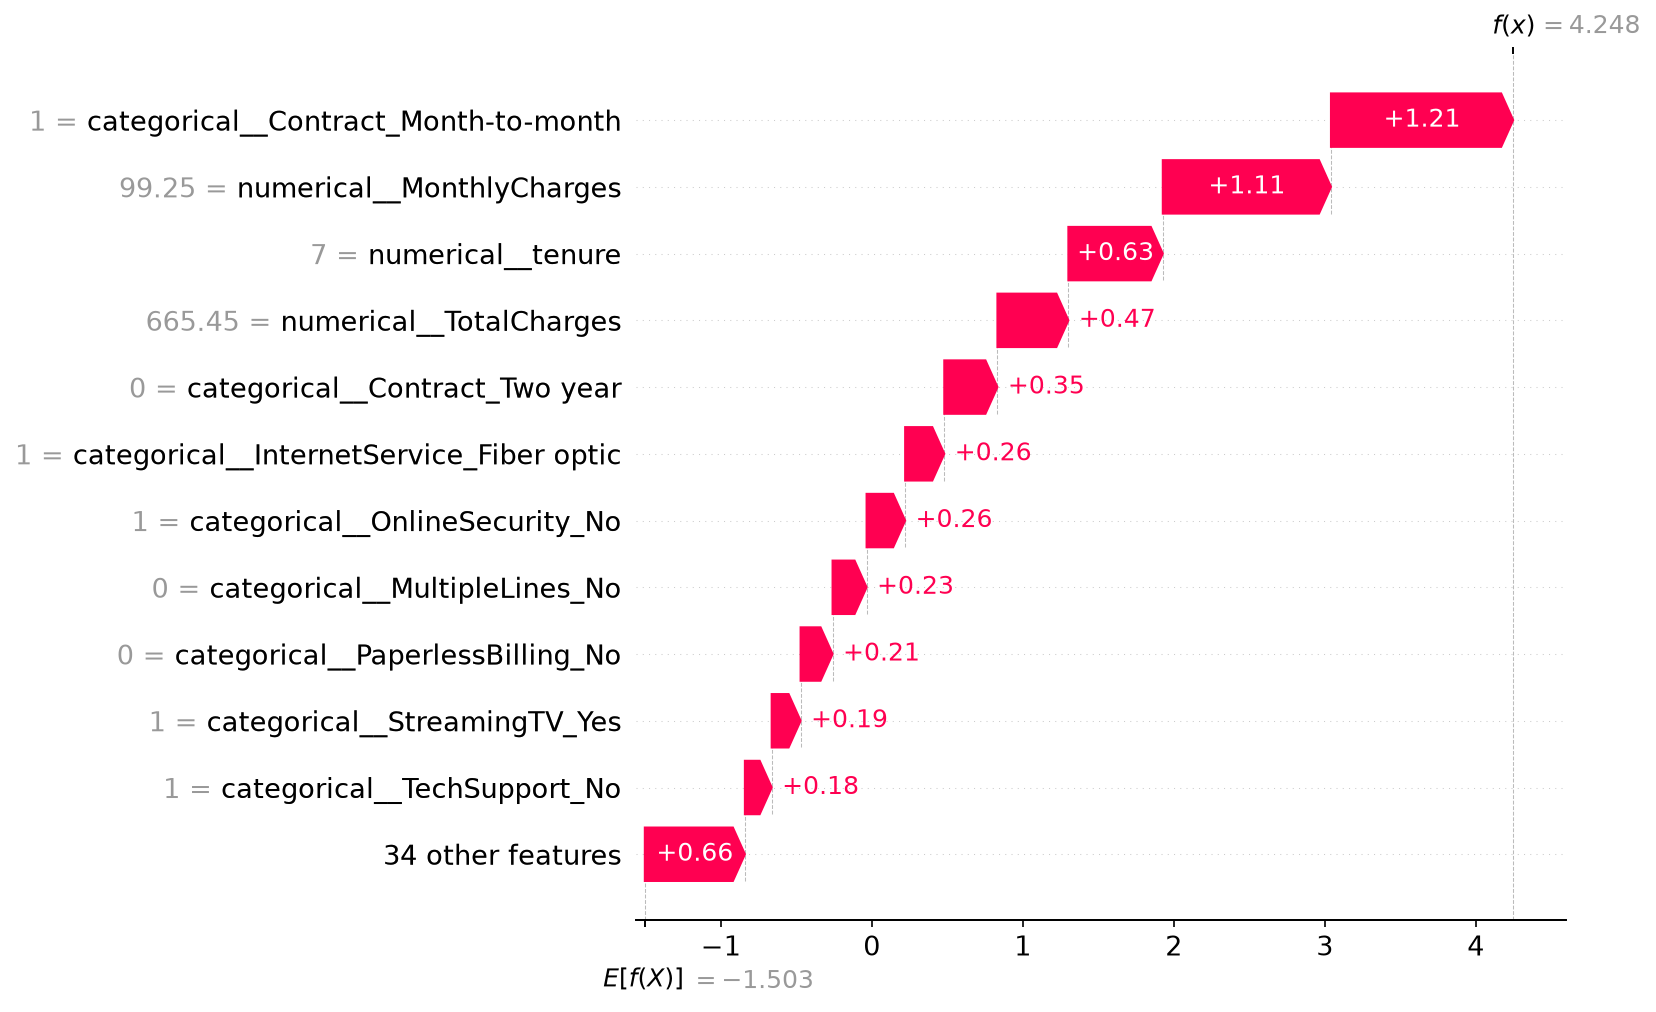 f(x) = 4.248
1 = categorical__Contract_Month-to-month +1.21
99.25 = numerical__MonthlyCharges +1.11
7 = numerical__tenure +0.63
665.45 = numerical__TotalCharges +0.47
0 = categorical__Contract_Two year +0.35
1 = categorical__InternetService_Fiber optic +0.26
1 = categorical__OnlineSecurity_No +0.26
0 = categorical__MultipleLines_No +0.23
0 = categorical__PaperlessBilling_No +0.21
1 = categorical__StreamingTV_Yes +0.19
1 = categorical__TechSupport_No +0.18
34 other features +0.66
−1 0 1 2 3 4
E[f(X)] = −1.503